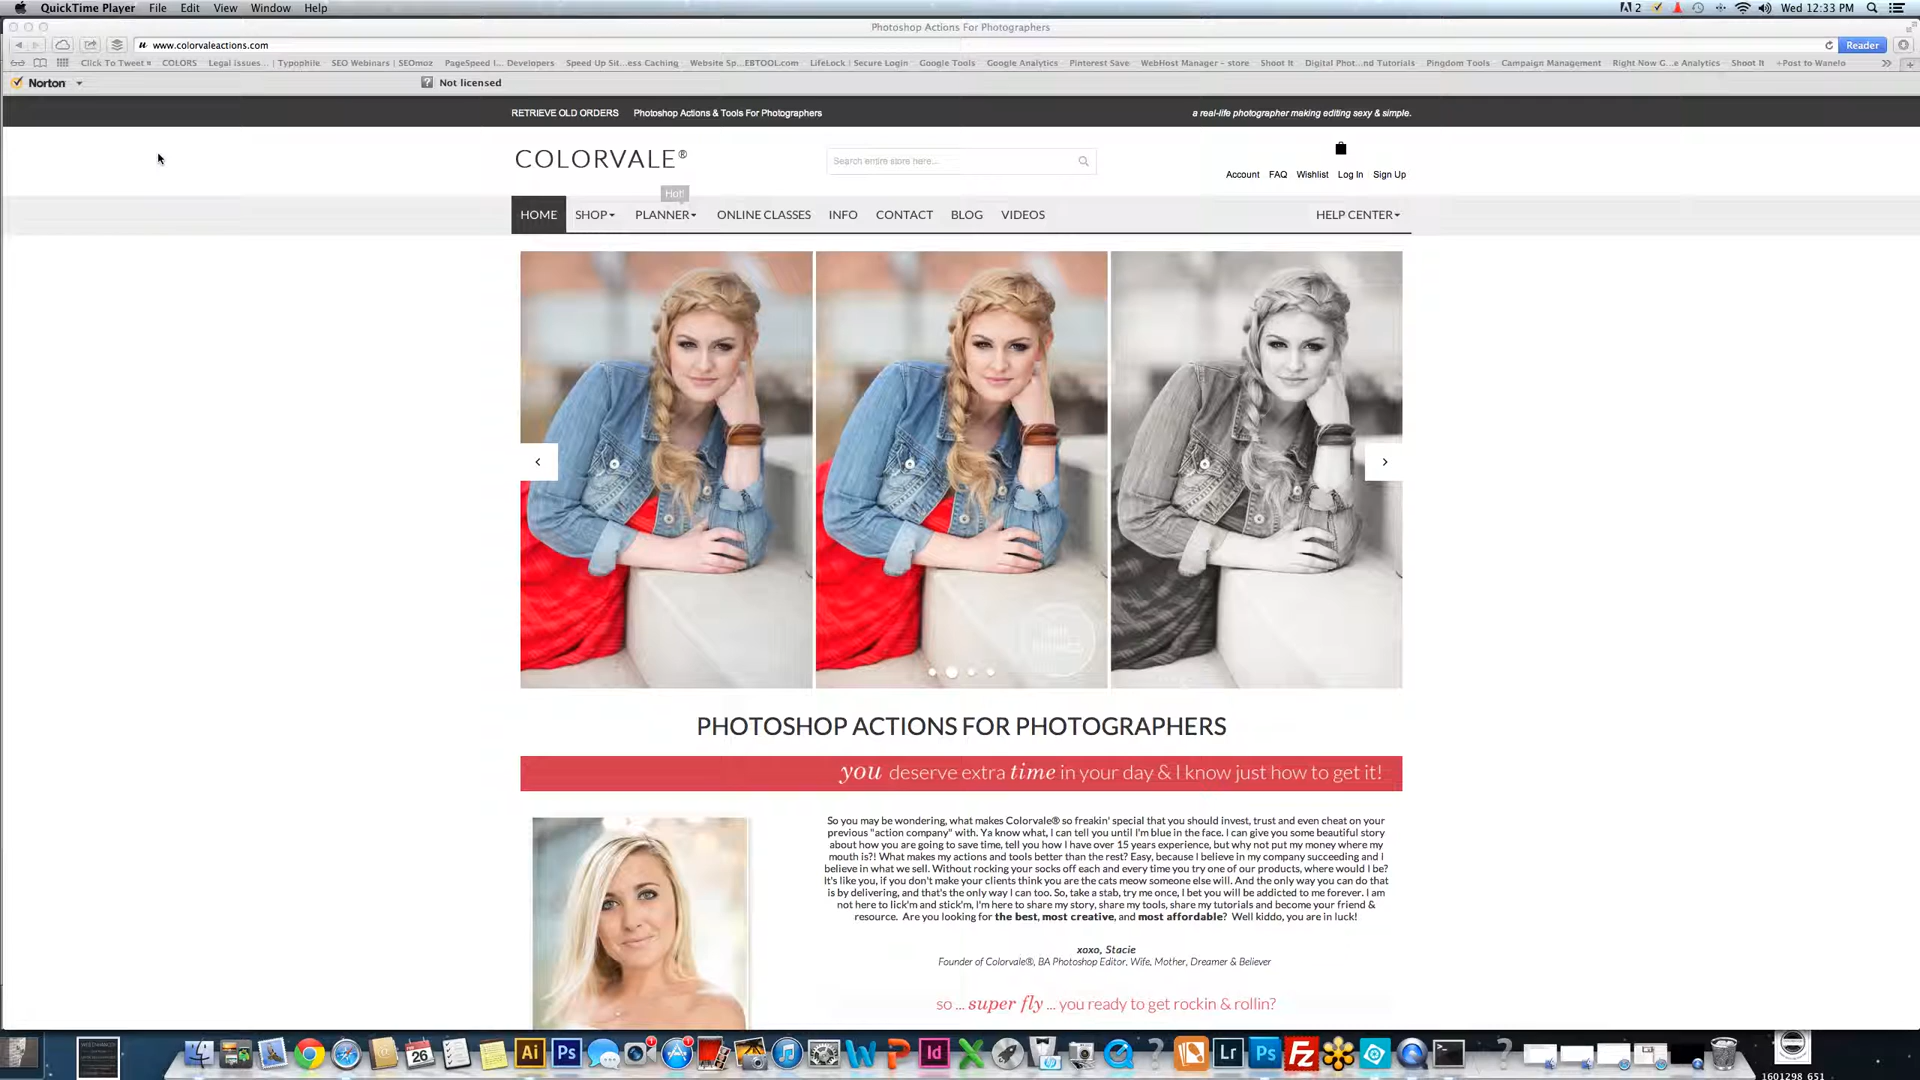 QuickTime Player File Edit View Window Help 2 Wed 12:33 PM
Photoshop Actions For Photographers
www.colorvaleactions.com Reader
Click To Tweet COLORS Legal issues... | Typophile SEO Webinars | SEOmoz PageSpeed I... Developers Speed Up Sit...ess Caching Website Sp...EBTOOL.com LifeLock | Secure Login Google Tools Google Analytics Pinterest Save WebHost Manager - store Shoot It Digital Phot...nd Tutorials Pingdom Tools Campaign Management Right Now G...e Analytics Shoot It +Post to Wanelo
Norton Not licensed
RETRIEVE OLD ORDERS Photoshop Actions & Tools For Photographers a real-life photographer making editing sexy & simple.
COLORVALE® Search entire store here...
Account FAQ Wishlist Log In Sign Up
Hot!
HOME SHOP PLANNER ONLINE CLASSES INFO CONTACT BLOG VIDEOS HELP CENTER
PHOTOSHOP ACTIONS FOR PHOTOGRAPHERS
you deserve extra time in your day & I know just how to get it!
So you may be wondering, what makes Colorvale® so freakin' special that you should invest, trust and even cheat on your
previous "action company" with. Ya know what, I can tell you until I'm blue in the face. I can give you some beautiful story
about how you are going to save time, tell you how I have over 15 years experience, but why not put my money where my
mouth is?! What makes my actions and tools better than the rest? Easy, because I believe in my company succeeding and I
believe in what we sell. Without rocking your socks off each and every time you try one of our products, where would I be?
It's like you, if you don't make your clients think you are the cats meow someone else will. And the only way you can do that
is by delivering, and that's the only way I can too. So, take a stab, try me once, I bet you will be addicted to me forever. I am
not here to lick'm and stick'm, I'm here to share my story, share my tools, share my tutorials and become your friend &
resource. Are you looking for the best, most creative, and most affordable? Well kiddo, you are in luck!
xoxo, Stacie
Founder of Colorvale®, BA Photoshop Editor, Wife, Mother, Dreamer & Believer
so ... super fly ... you ready to get rockin & rollin?
26 Ai Ps Id Lr Ps Fz
1601298_651